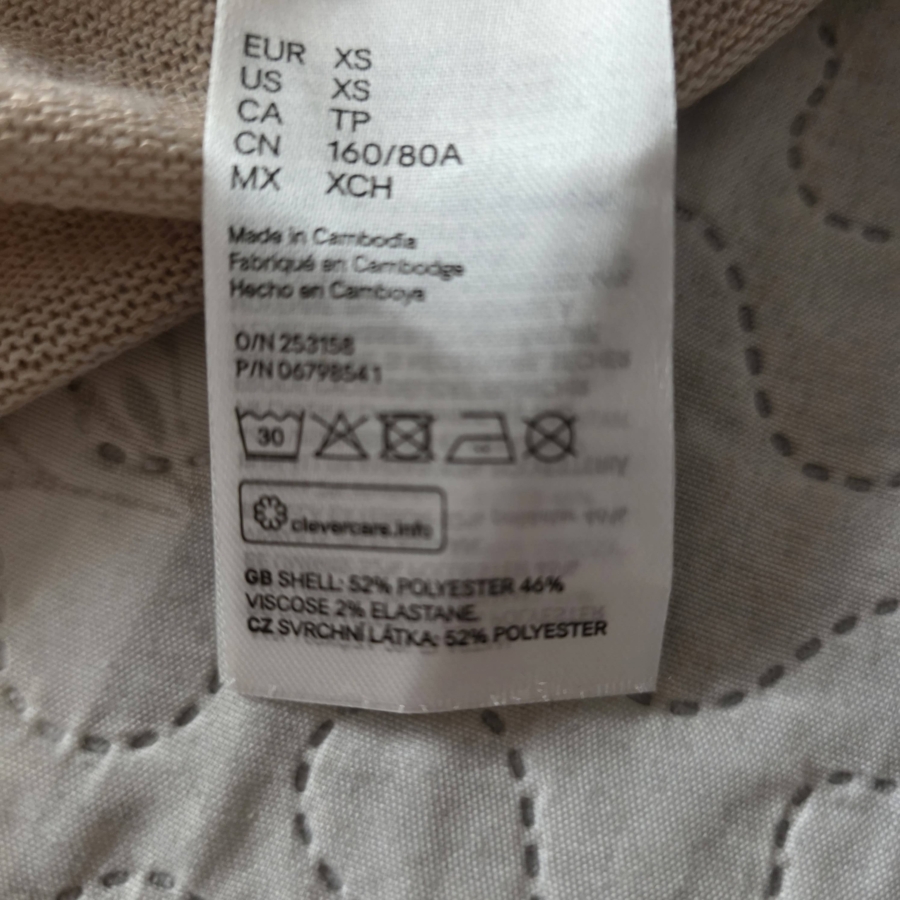 EUR XS
US XS
CA TP
CN 160/80A
MX XCH
Made in Cambodia
Fabriqué en Cambodge
Hecho en Camboya
O/N 253158
P/N 06798541
30
clevercare.info
GB SHELL: 52% POLYESTER 46%
VISCOSE 2% ELASTANE.
CZ SVRCHNÍ LÁTKA: 52% POLYESTER